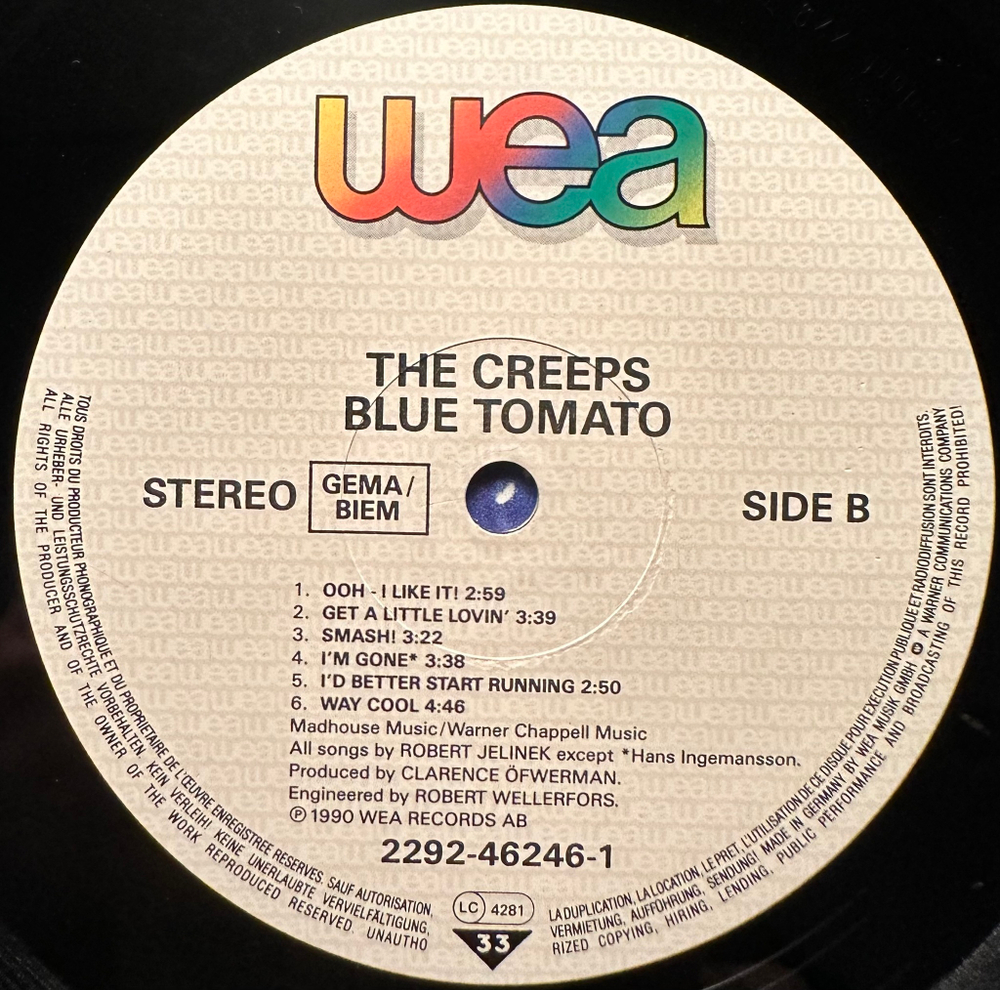 wea
THE CREEPS
BLUE TOMATO
STEREO
GEMA/
BIEM
SIDE B
1. OOH - I LIKE IT! 2:59
2. GET A LITTLE LOVIN' 3:39
3. SMASH! 3:22
4. I'M GONE* 3:38
5. I'D BETTER START RUNNING 2:50
6. WAY COOL 4:46
Madhouse Music/Warner Chappell Music
All songs by ROBERT JELINEK except *Hans Ingemansson.
Produced by CLARENCE ÖFWERMAN.
Engineered by ROBERT WELLERFORS.
℗ 1990 WEA RECORDS AB
2292-46246-1
LC 4281
33
TOUS DROITS DU PRODUCTEUR PHONOGRAPHIQUE ET DU PROPRIETAIRE DE L'ŒUVRE ENREGISTREE RESERVES. SAUF AUTORISATION, LA DUPLICATION, LA LOCATION, LE PRET, L'UTILISATION DE CE DISQUE POUR EXECUTION PUBLIQUE ET RADIODIFFUSION SONT INTERDITS.
ALLE URHEBER- UND LEISTUNGSSCHUTZRECHTE VORBEHALTEN. KEIN VERLEIH! KEINE UNERLAUBTE VERVIELFÄLTIGUNG, VERMIETUNG, AUFFÜHRUNG, SENDUNG! MADE IN GERMANY BY WEA MUSIK GMBH A WARNER COMMUNICATIONS COMPANY
ALL RIGHTS OF THE PRODUCER AND OF THE OWNER OF THE WORK REPRODUCED RESERVED. UNAUTHORIZED COPYING, HIRING, LENDING, PUBLIC PERFORMANCE AND BROADCASTING OF THIS RECORD PROHIBITED!